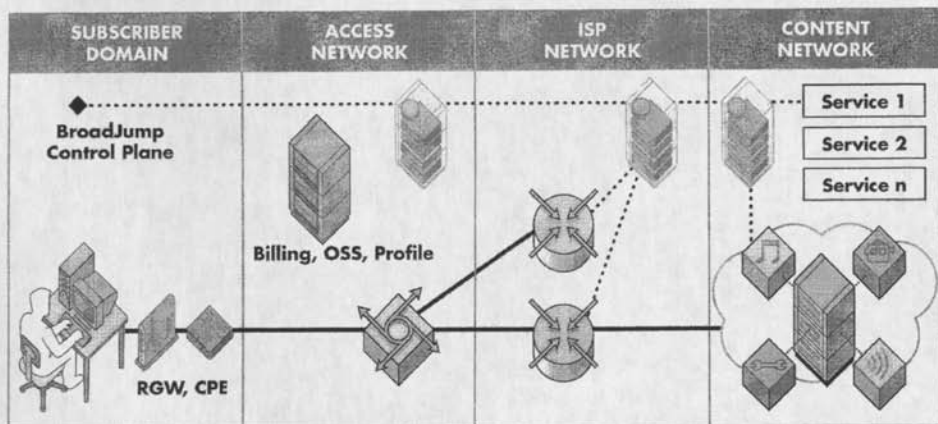 SUBSCRIBER
DOMAIN
ACCESS
NETWORK
ISP
NETWORK
CONTENT
NETWORK
BroadJump
Control Plane
Service 1
Service 2
Service n
Billing, OSS, Profile
RGW, CPE